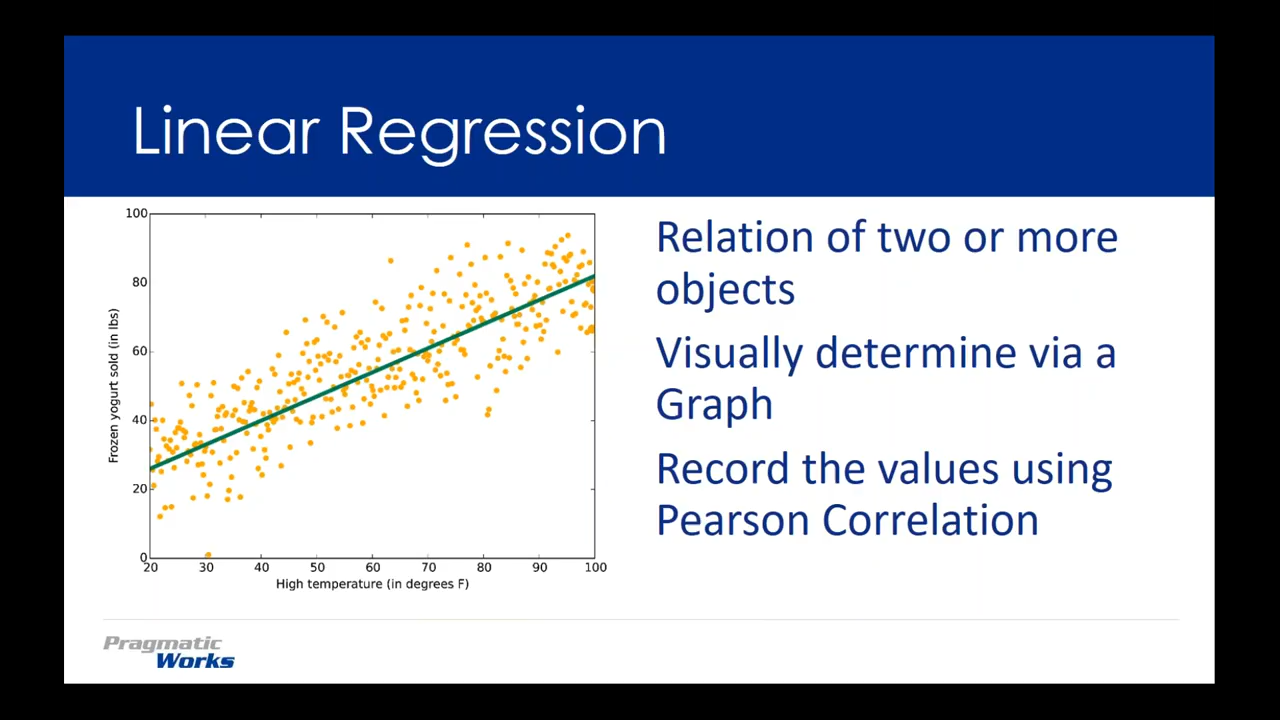 Linear Regression
100
80
60
40
20
0
Frozen yogurt sold (in lbs)
20 30 40 50 60 70 80 90 100
High temperature (in degrees F)
Relation of two or more
objects
Visually determine via a
Graph
Record the values using
Pearson Correlation
Pragmatic
Works